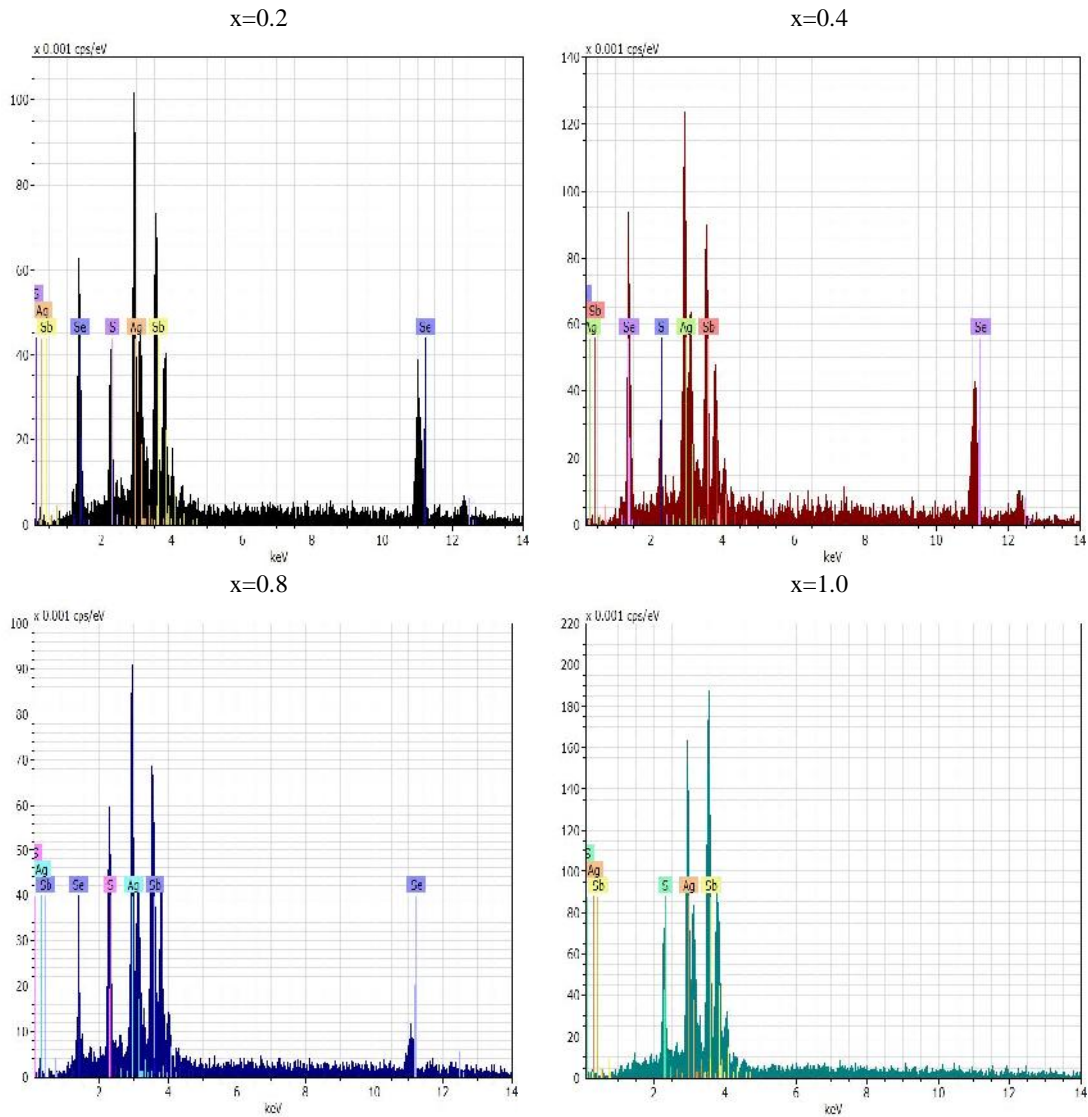 x=0.2
x 0.001 cps/eV
100
80
60
40
20
0
S
Ag
Sb
Se
S
Ag
Sb
Se
2 4 6 8 10 12 14
keV
x=0.4
x 0.001 cps/eV
140
120
100
80
60
40
20
0
Sb
Ag
Se
S
Ag
Sb
Se
2 4 6 8 10 12 14
keV
x=0.8
x 0.001 cps/eV
100
90
80
70
60
50
40
30
20
10
0
S
Ag
Sb
Se
S
Ag
Sb
Se
2 4 6 8 10 12 14
keV
x=1.0
x 0.001 cps/eV
220
200
180
160
140
120
100
80
60
40
20
0
S
Ag
Sb
S
Ag
Sb
2 4 6 8 10 12 14
keV